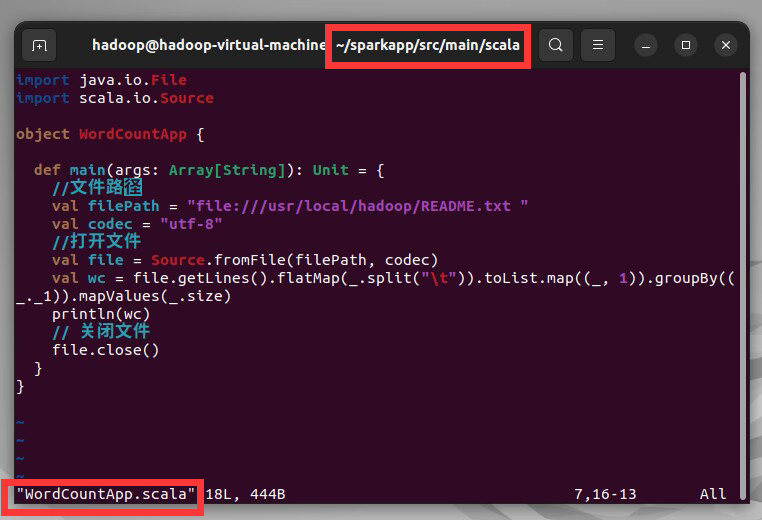 hadoop@hadoop-virtual-machine: ~/sparkapp/src/main/scala
import java.io.File
import scala.io.Source
object WordCountApp {
def main(args: Array[String]): Unit = {
//文件路径
val filePath = "file:///usr/local/hadoop/README.txt "
val codec = "utf-8"
//打开文件
val file = Source.fromFile(filePath, codec)
val wc = file.getLines().flatMap(_.split("\t")).toList.map((_, 1)).groupBy((
_._1)).mapValues(_.size)
println(wc)
// 关闭文件
file.close()
}
}
~
~
~
~
"WordCountApp.scala" 18L, 444B 7,16-13 All